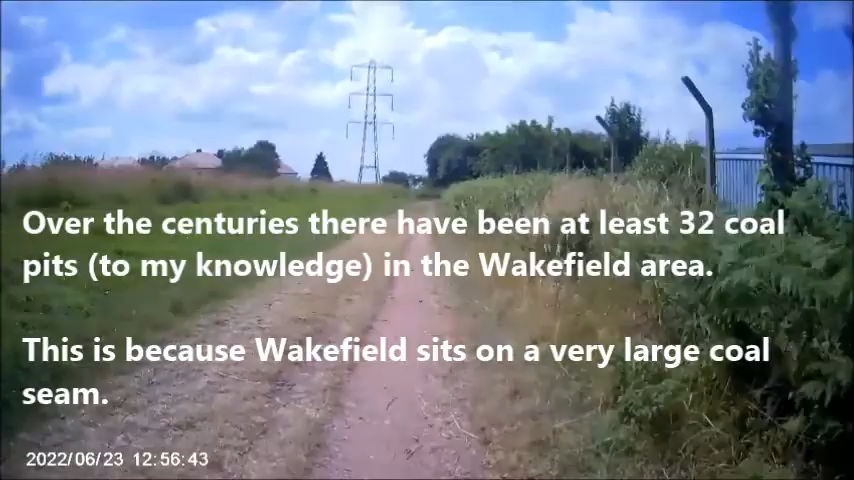 Over the centuries there have been at least 32 coal
pits (to my knowledge) in the Wakefield area.
This is because Wakefield sits on a very large coal
seam.
2022/06/23 12:56:43